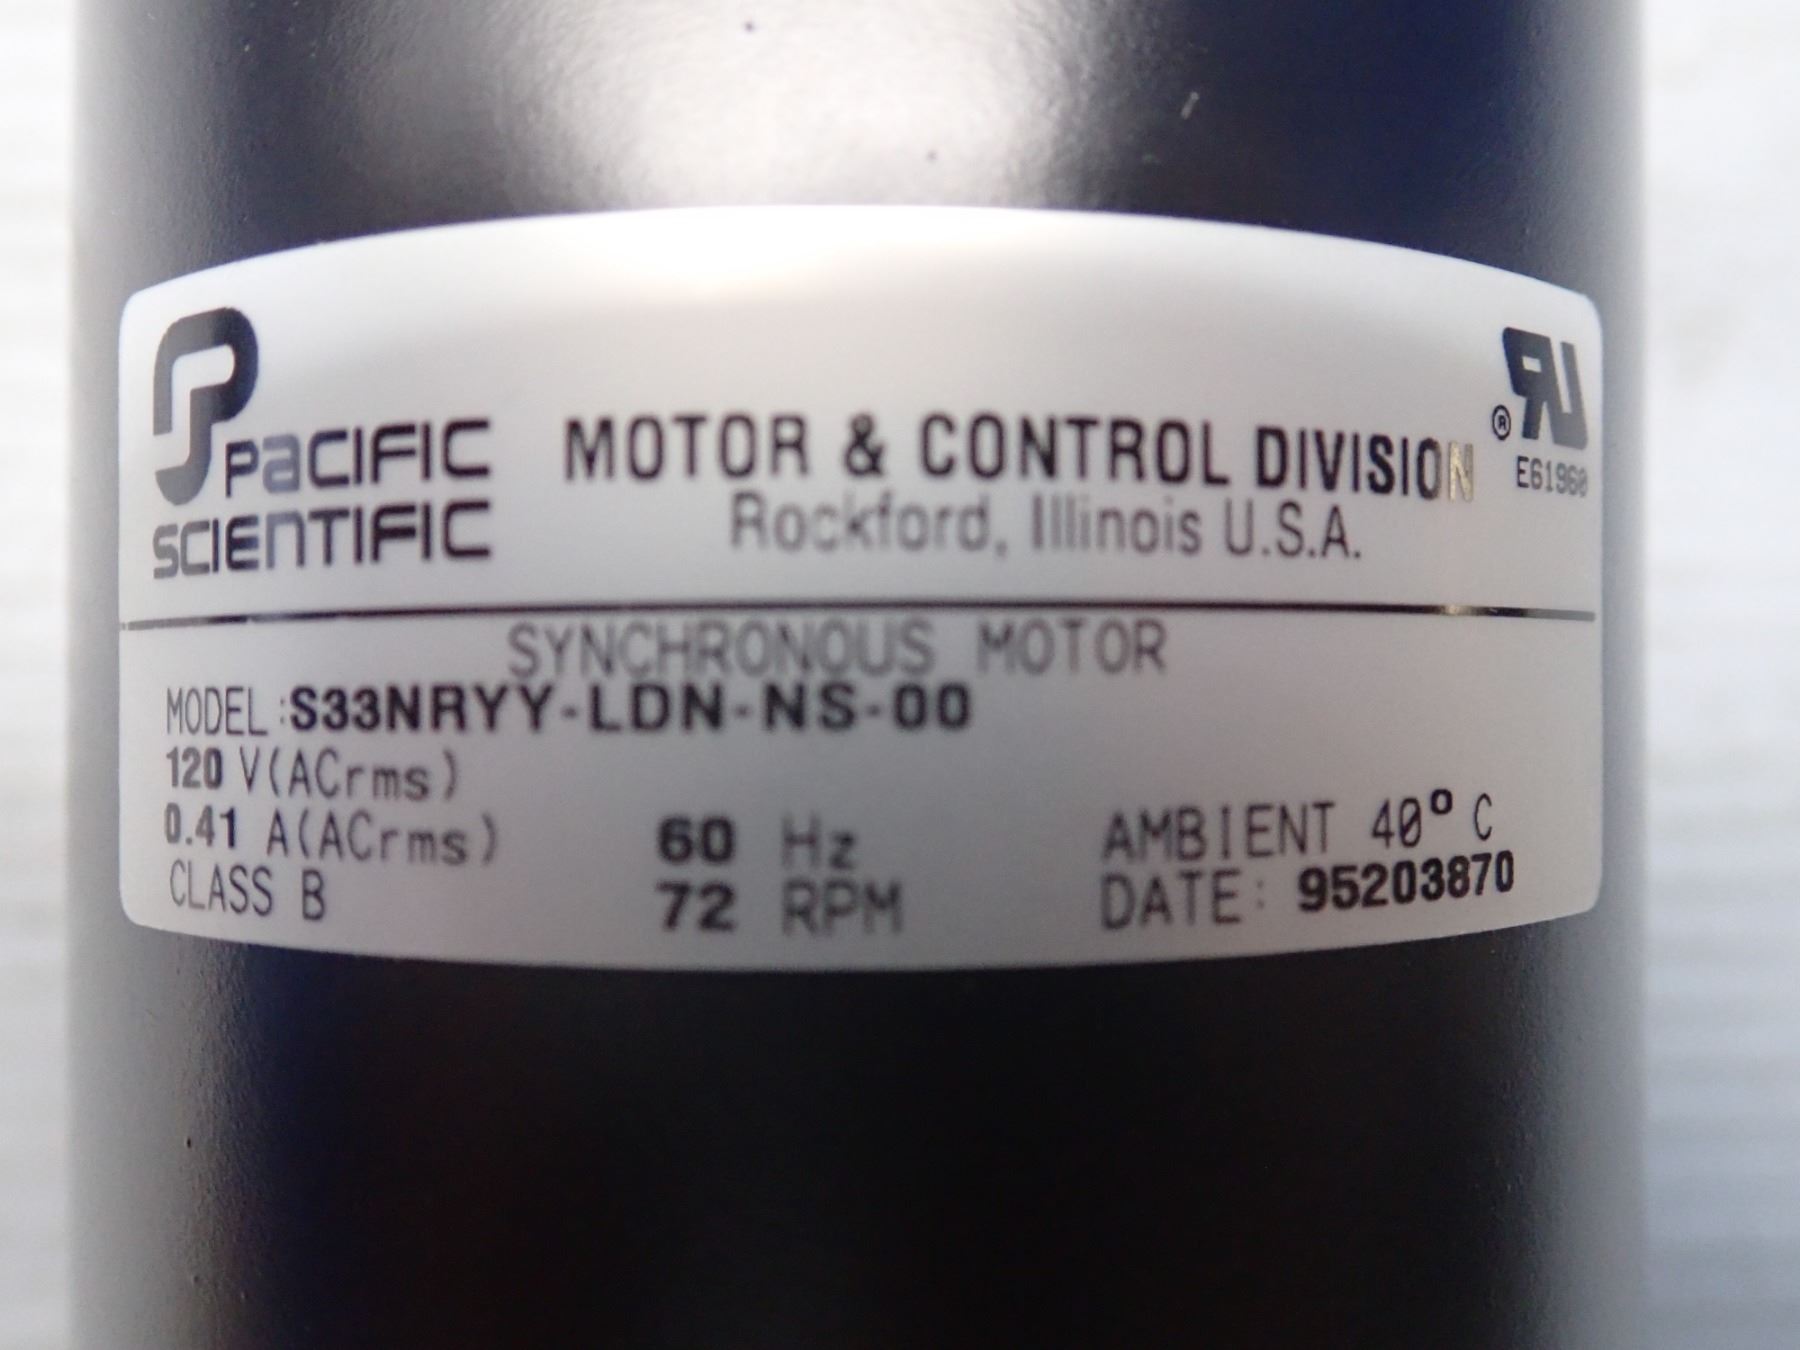 PACIFIC
SCIENTIFIC
MOTOR & CONTROL DIVISION
Rockford, Illinois U.S.A.
RU
®
E61960
SYNCHRONOUS MOTOR
MODEL:S33NRYY-LDN-NS-00
120 V(ACrms)
0.41 A(ACrms) 60 Hz AMBIENT 40° C
CLASS B 72 RPM DATE: 95203870